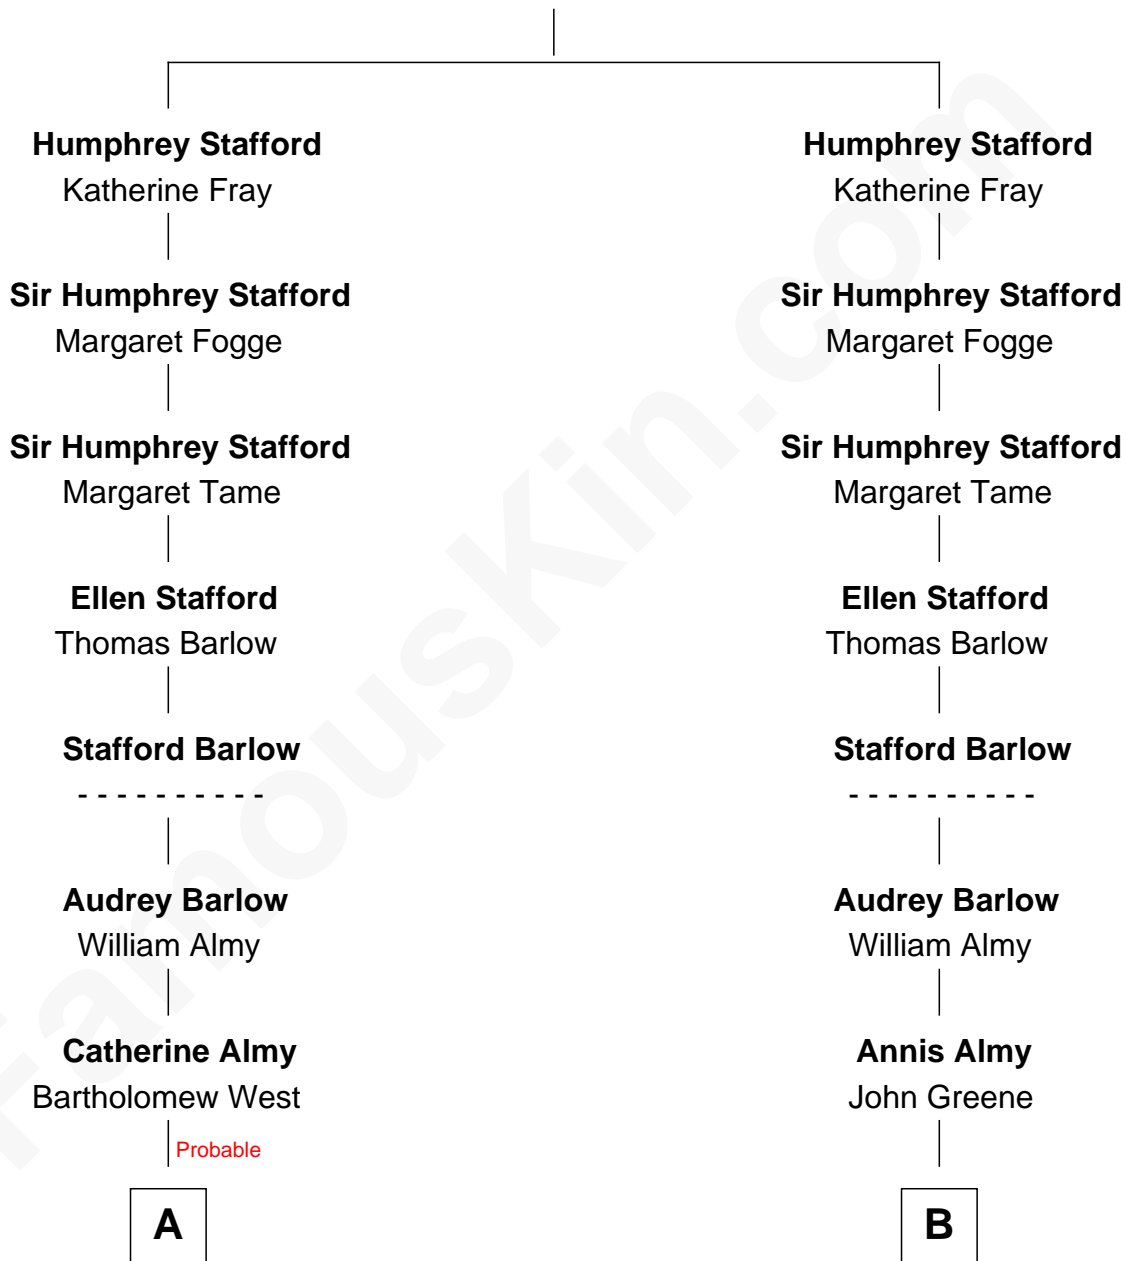 Humphrey Stafford
Katherine Fray
Sir Humphrey Stafford
Margaret Fogge
Sir Humphrey Stafford
Margaret Tame
Ellen Stafford
Thomas Barlow
Stafford Barlow
- - - - - - - - - -
Audrey Barlow
William Almy
Catherine Almy
Bartholomew West
Probable
A
Humphrey Stafford
Katherine Fray
Sir Humphrey Stafford
Margaret Fogge
Sir Humphrey Stafford
Margaret Tame
Ellen Stafford
Thomas Barlow
Stafford Barlow
- - - - - - - - - -
Audrey Barlow
William Almy
Annis Almy
John Greene
B
FamousKin.com